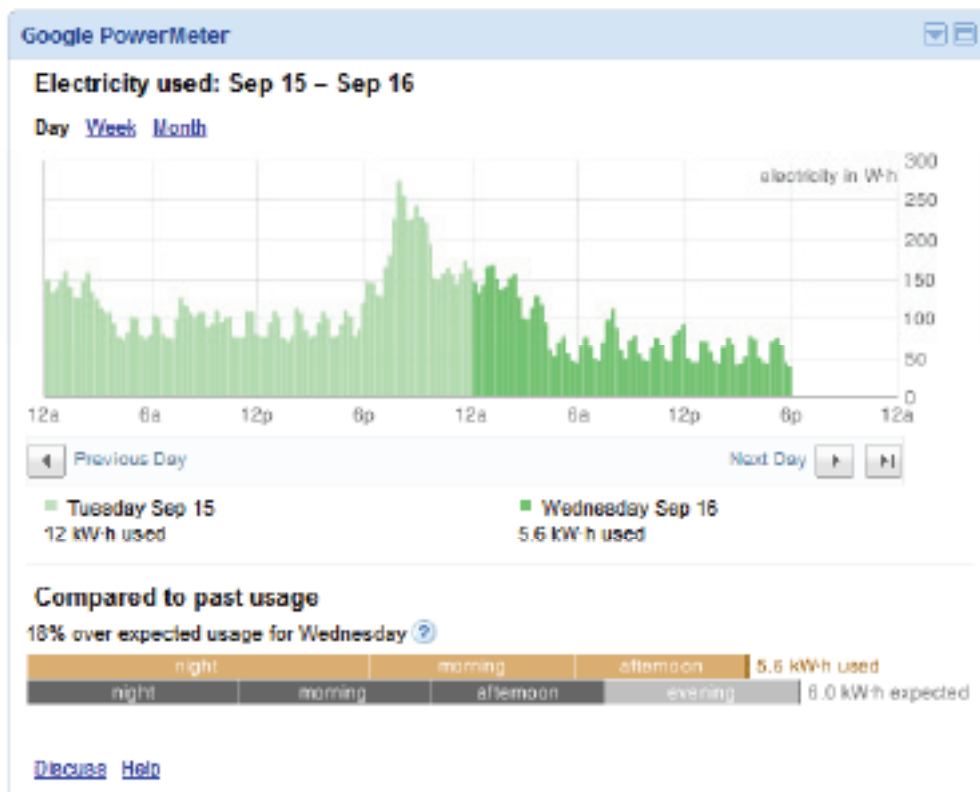 Google PowerMeter
Electricity used: Sep 15 – Sep 16
Day Week Month
electricity in W·h
300
250
200
150
100
50
0
12a 6a 12p 6p 12a 6a 12p 6p 12a
Previous Day Next Day
Tuesday Sep 15 Wednesday Sep 16
12 kW·h used 5.6 kW·h used
Compared to past usage
18% over expected usage for Wednesday ?
night morning afternoon 5.6 kW·h used
night morning afternoon evening 6.0 kW·h expected
Discuss Help